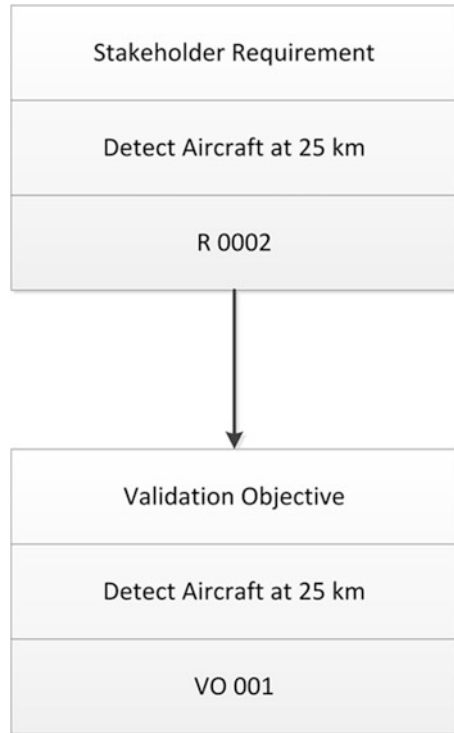 Stakeholder Requirement
Detect Aircraft at 25 km
R 0002
Validation Objective
Detect Aircraft at 25 km
VO 001